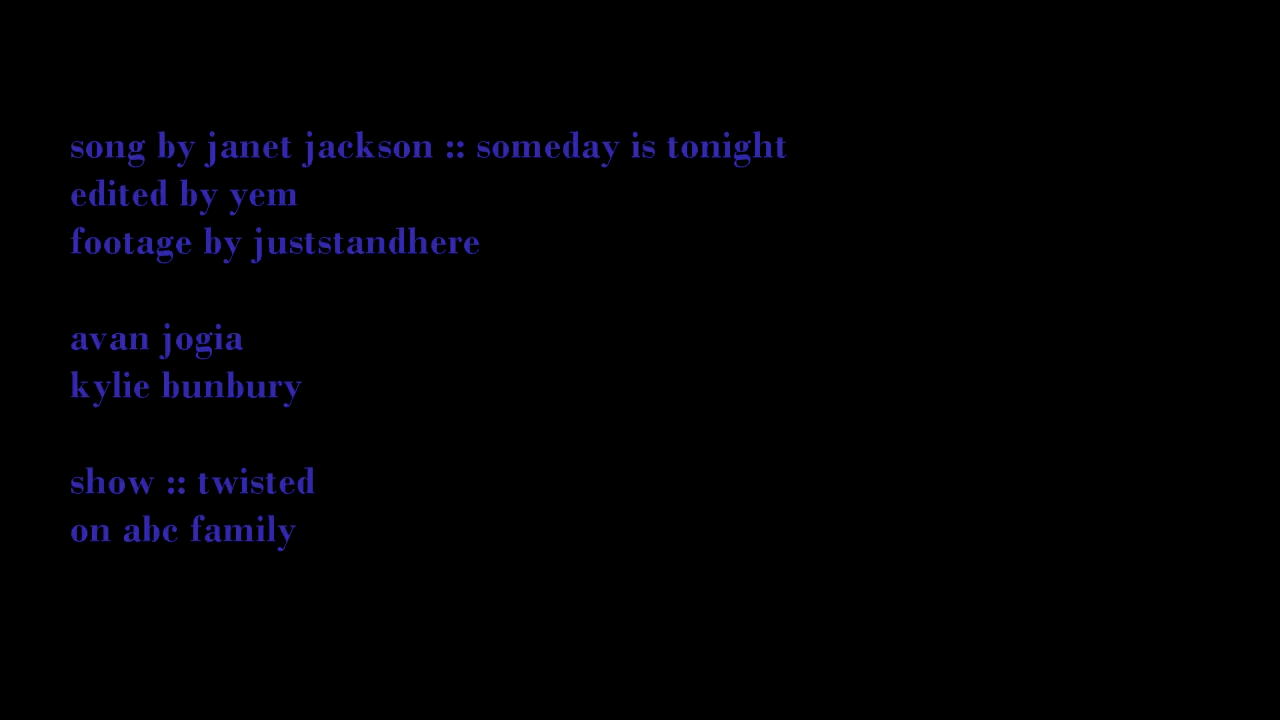 song by janet jackson :: someday is tonight
edited by yem
footage by juststandhere
avan jogia
kylie bunbury
show :: twisted
on abc family